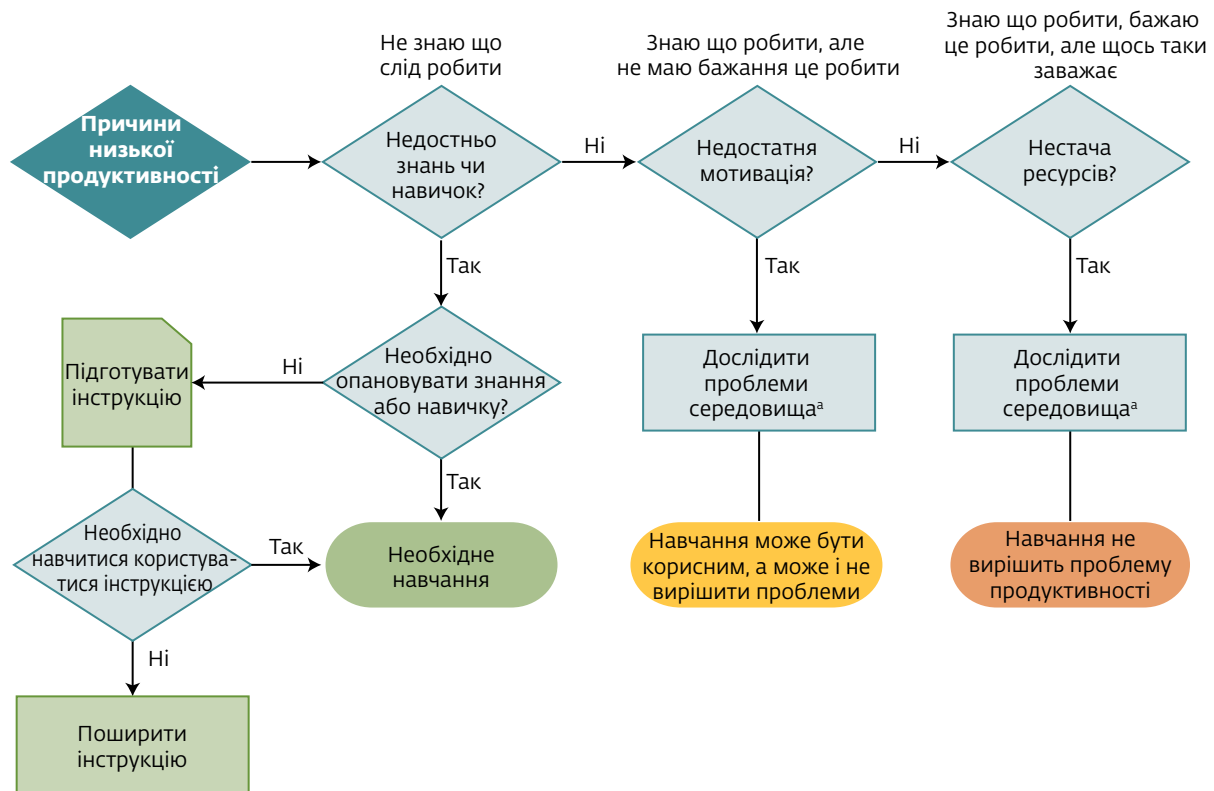 Не знаю що
слід робити
Знаю що робити, але
не маю бажання це робити
Знаю що робити, бажаю
це робити, але щось таки
заважає
Причини
низької
продуктивності
Недостньо
знань чи
навичок?
Ні
Недостатня
мотивація?
Ні
Нестача
ресурсів?
Так
Так
Так
Підготувати
інструкцію
Ні
Необхідно
опановувати знання
або навичку?
Дослідити
проблеми
середовищаᵃ
Дослідити
проблеми
середовищаᵃ
Так
Необхідно
навчитися користува-
тися інструкцією
Так
Необхідне
навчання
Навчання може бути
корисним, а може і не
вирішити проблеми
Навчання не
вирішить проблему
продуктивності
Ні
Поширити
інструкцію